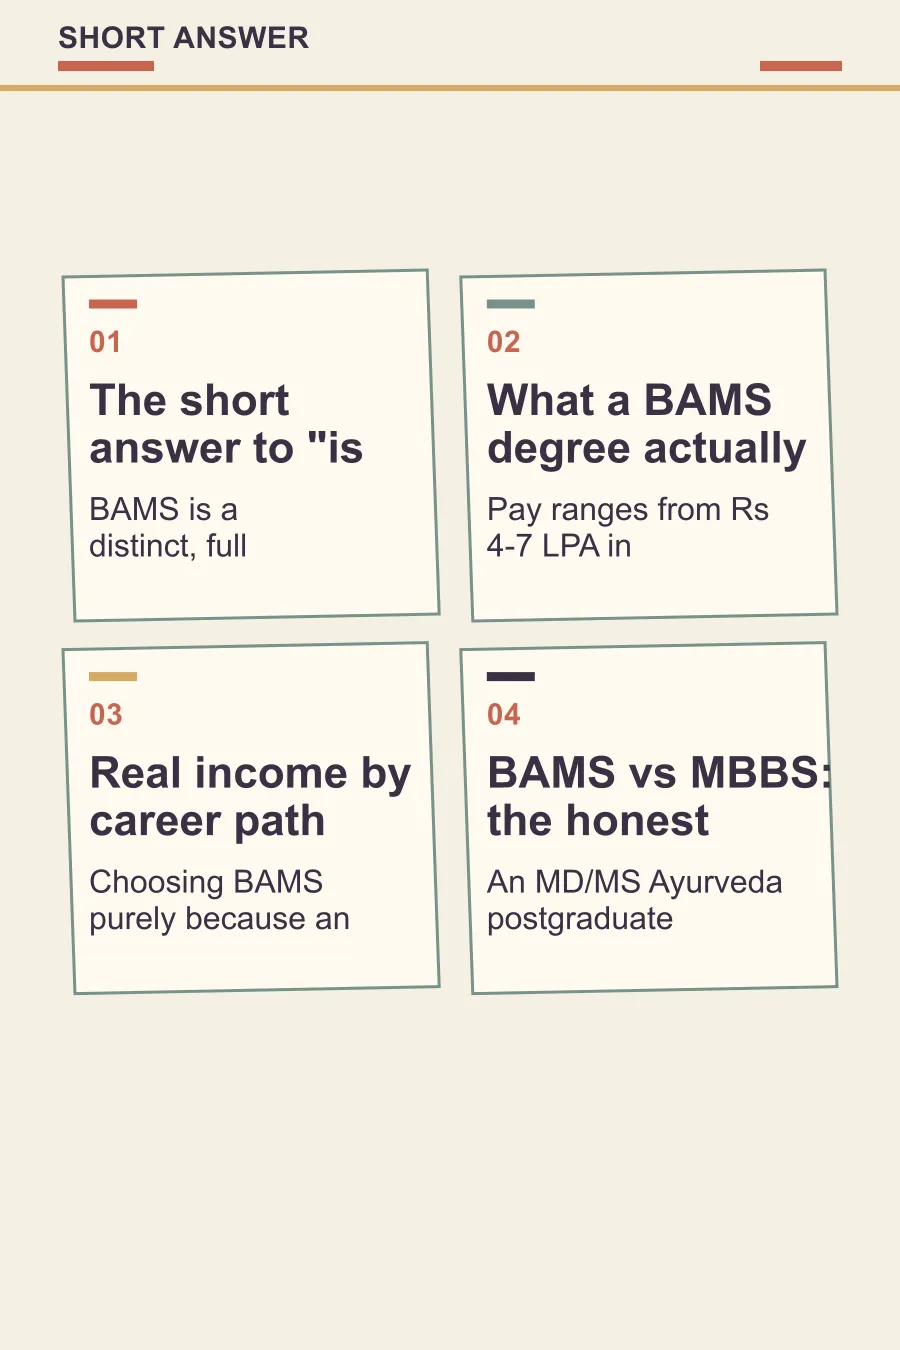 SHORT ANSWER
01
The short
answer to "is
BAMS is a
distinct, full
02
What a BAMS
degree actually
Pay ranges from Rs
4-7 LPA in
03
Real income by
career path
Choosing BAMS
purely because an
04
BAMS vs MBBS:
the honest
An MD/MS Ayurveda
postgraduate